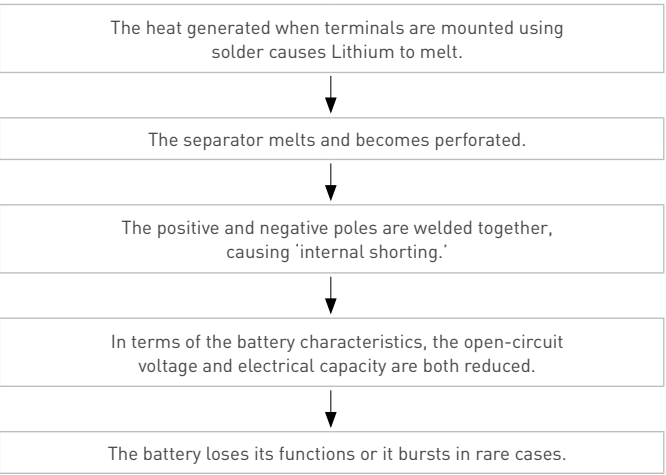 The heat generated when terminals are mounted using
solder causes Lithium to melt.
The separator melts and becomes perforated.
The positive and negative poles are welded together,
causing ‘internal shorting.’
In terms of the battery characteristics, the open-circuit
voltage and electrical capacity are both reduced.
The battery loses its functions or it bursts in rare cases.